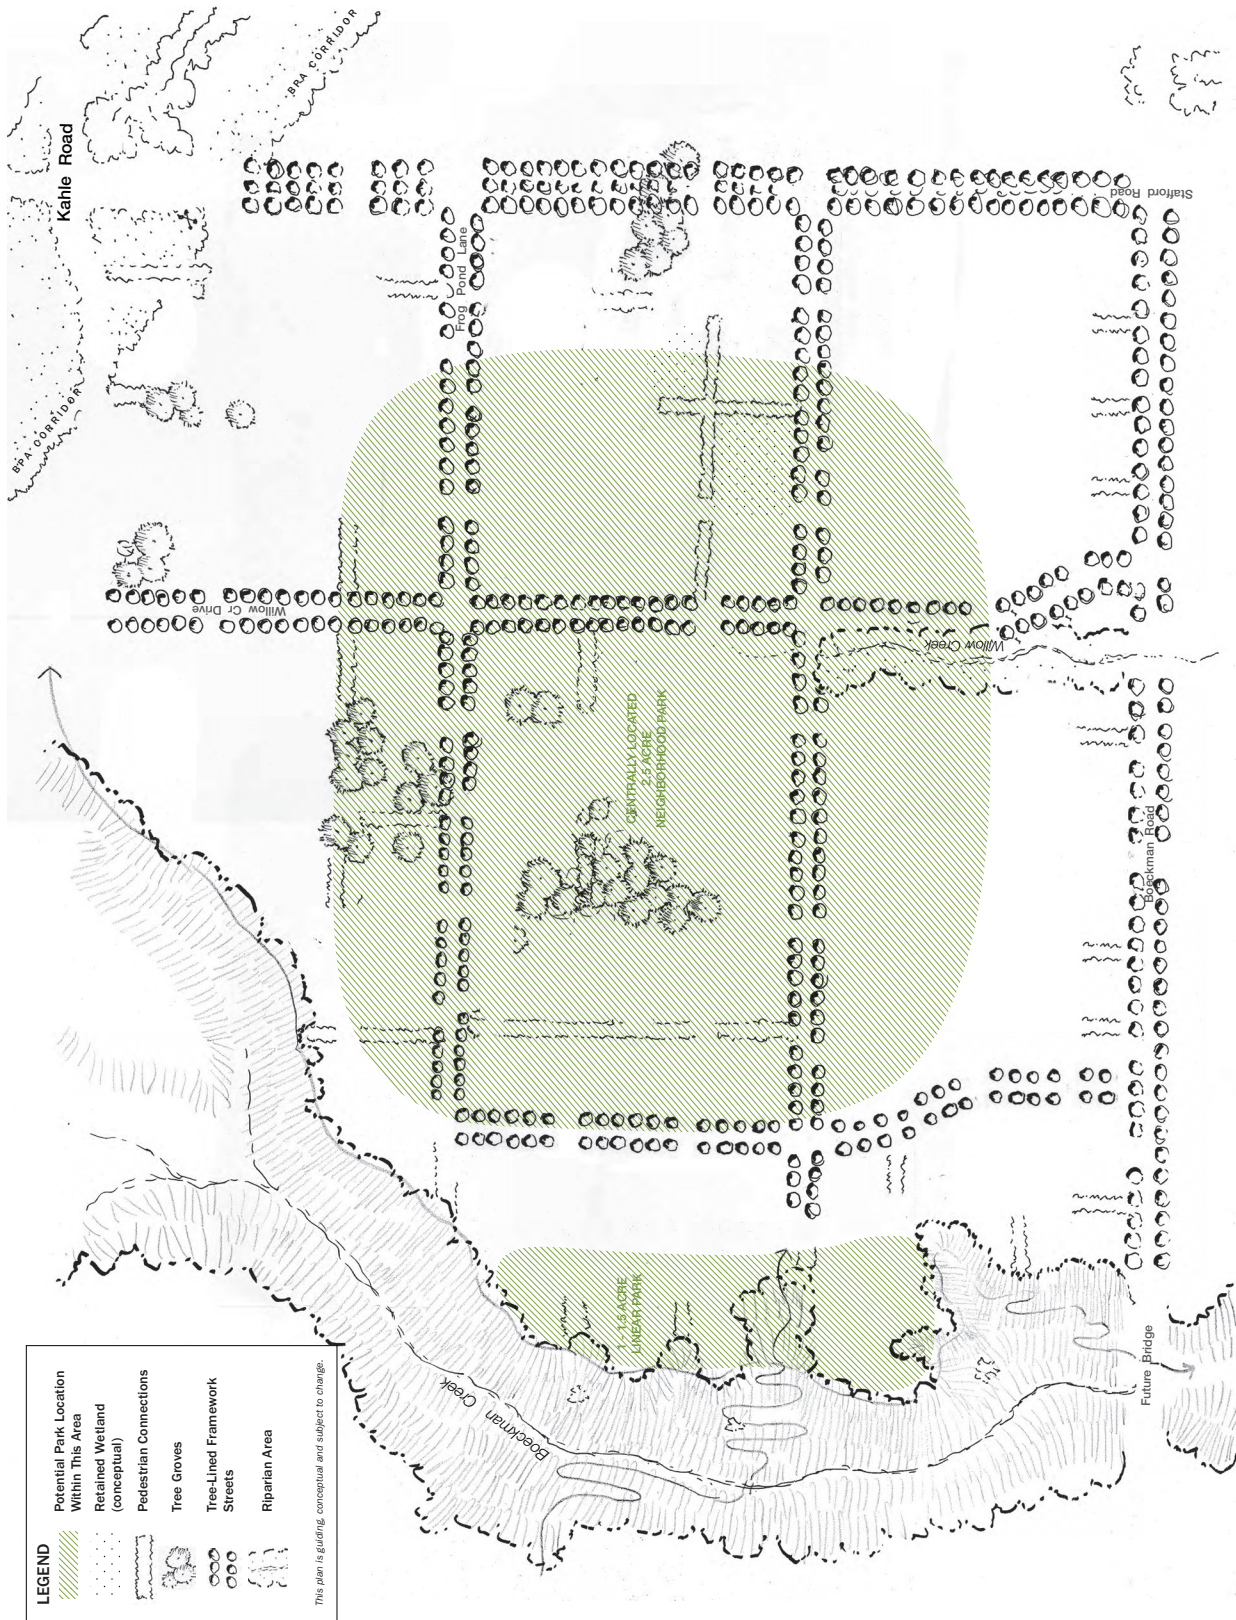 Kahle Road
BPA CORRIDOR
BPA CORRIDOR
Frog Pond Lane
Stafford Road
Willow Cr Drive
Willow Creek
CENTRALLY LOCATED
2.5 ACRE
NEIGHBORHOOD PARK
Boeckman Road
1 - 1.5 ACRE
LINEAR PARK
Boeckman Creek
Future Bridge
LEGEND
Potential Park Location
Within This Area
Retained Wetland
(conceptual)
Pedestrian Connections
Tree Groves
Tree-Lined Framework
Streets
Riparian Area
This plan is guiding, conceptual and subject to change.